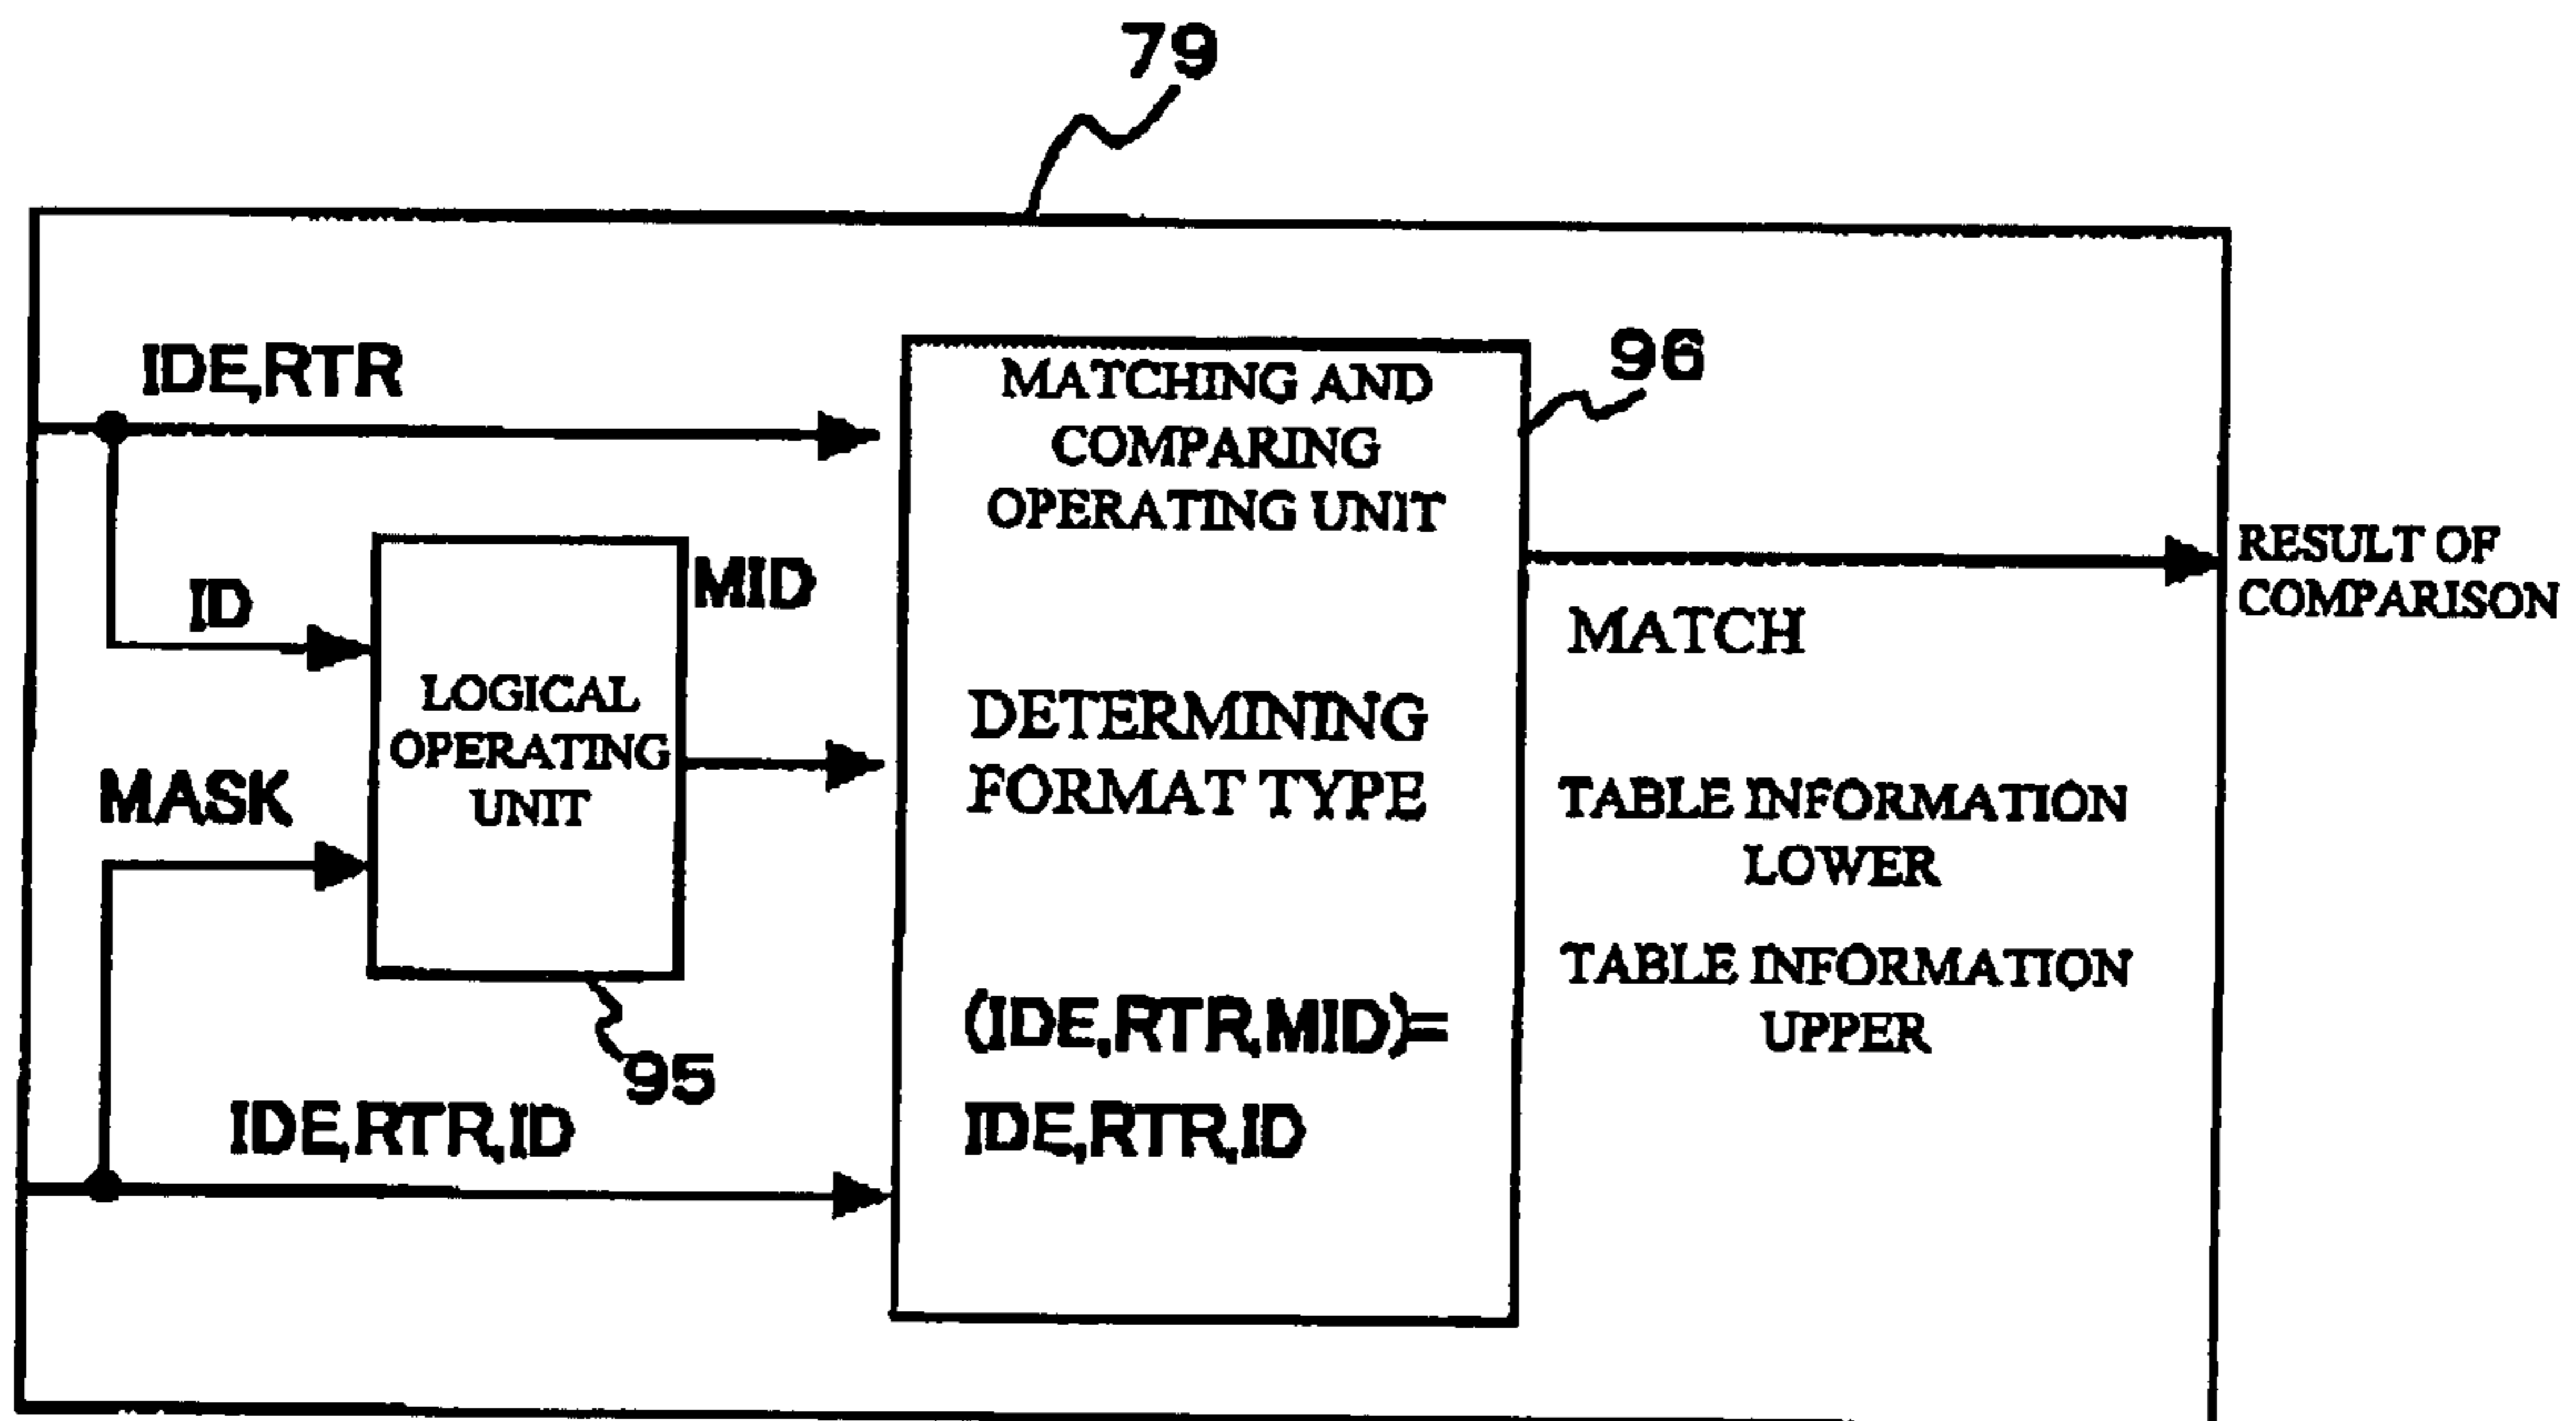 79
IDE,RTR
96
MATCHING AND
COMPARING
OPERATING UNIT
RESULT OF
COMPARISON
ID
MID
MATCH
LOGICAL
OPERATING
UNIT
DETERMINING
FORMAT TYPE
MASK
TABLE INFORMATION
LOWER
TABLE INFORMATION
UPPER
(IDE,RTR,MID)=
IDE,RTR,ID
95
IDE,RTR,ID